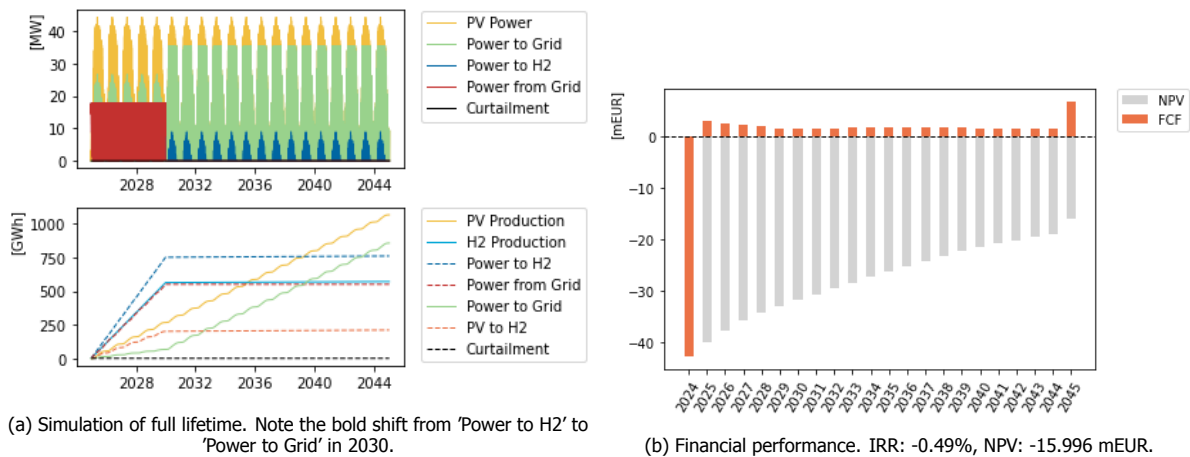 [MW]
40
30
20
10
0
2028 2032 2036 2040 2044
PV Power
Power to Grid
Power to H2
Power from Grid
Curtailment
[GWh]
1000
750
500
250
0
2028 2032 2036 2040 2044
PV Production
H2 Production
Power to H2
Power from Grid
Power to Grid
PV to H2
Curtailment
(a) Simulation of full lifetime. Note the bold shift from ’Power to H2’ to
’Power to Grid’ in 2030.
[mEUR]
0
−10
−20
−30
−40
2024 2025 2026 2027 2028 2029 2030 2031 2032 2033 2034 2035 2036 2037 2038 2039 2040 2041 2042 2043 2044 2045
NPV
FCF
(b) Financial performance. IRR: -0.49%, NPV: -15.996 mEUR.